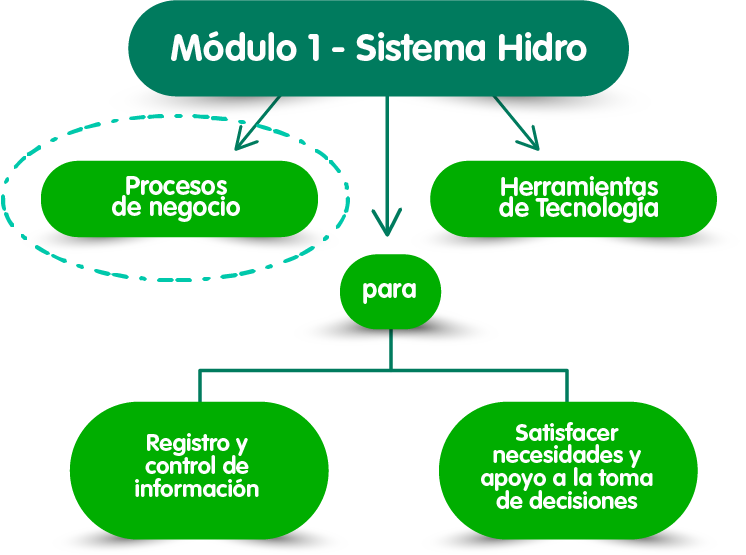 Módulo 1 - Sistema Hidro
Procesos
de negocio
Herramientas
de Tecnología
para
Registro y
control de
información
Satisfacer
necesidades y
apoyo a la toma
de decisiones